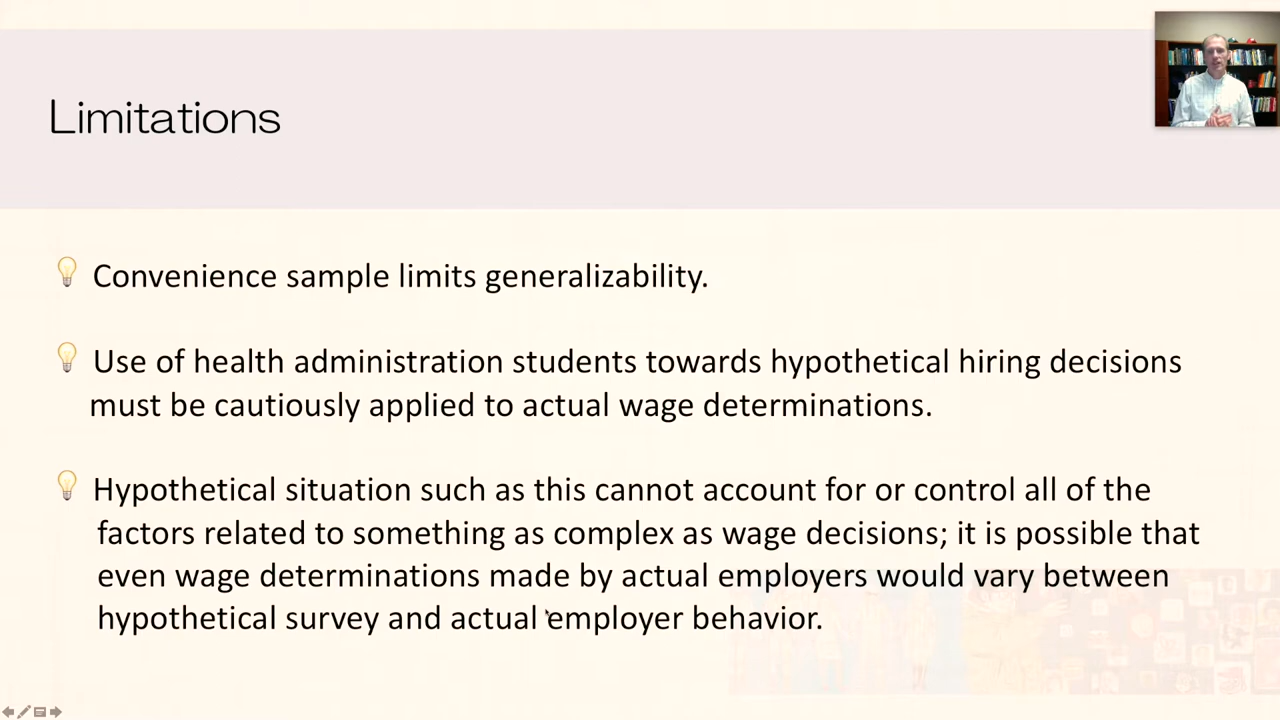 Limitations
Convenience sample limits generalizability.
Use of health administration students towards hypothetical hiring decisions
must be cautiously applied to actual wage determinations.
Hypothetical situation such as this cannot account for or control all of the
factors related to something as complex as wage decisions; it is possible that
even wage determinations made by actual employers would vary between
hypothetical survey and actual employer behavior.